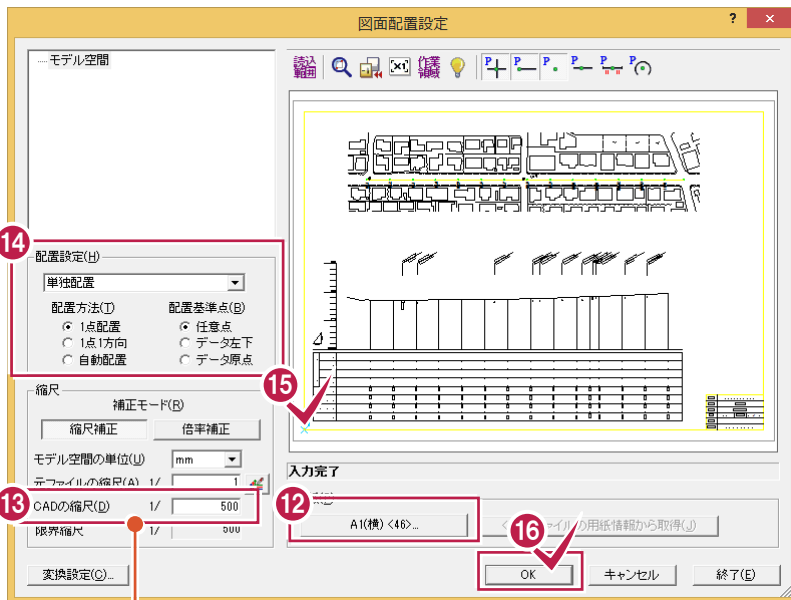 図面配置設定
? ×
モデル空間
読込範囲 [×1] 作業領域 P P P P P P
14
配置設定(H)
単独配置
配置方法(T) 配置基準点(B)
1点配置 任意点
1点1方向 データ左下
自動配置 データ原点
15
縮尺
補正モード(R)
縮尺補正 倍率補正
モデル空間の単位(U) mm
元ファイルの縮尺(A) 1/ 1
入力完了
13
CADの縮尺(D) 1/ 500
12
A1(横) <46>...
の用紙情報から取得(J)
限界縮尺 1/ 500
16
変換設定(C)... OK キャンセル 終了(E)